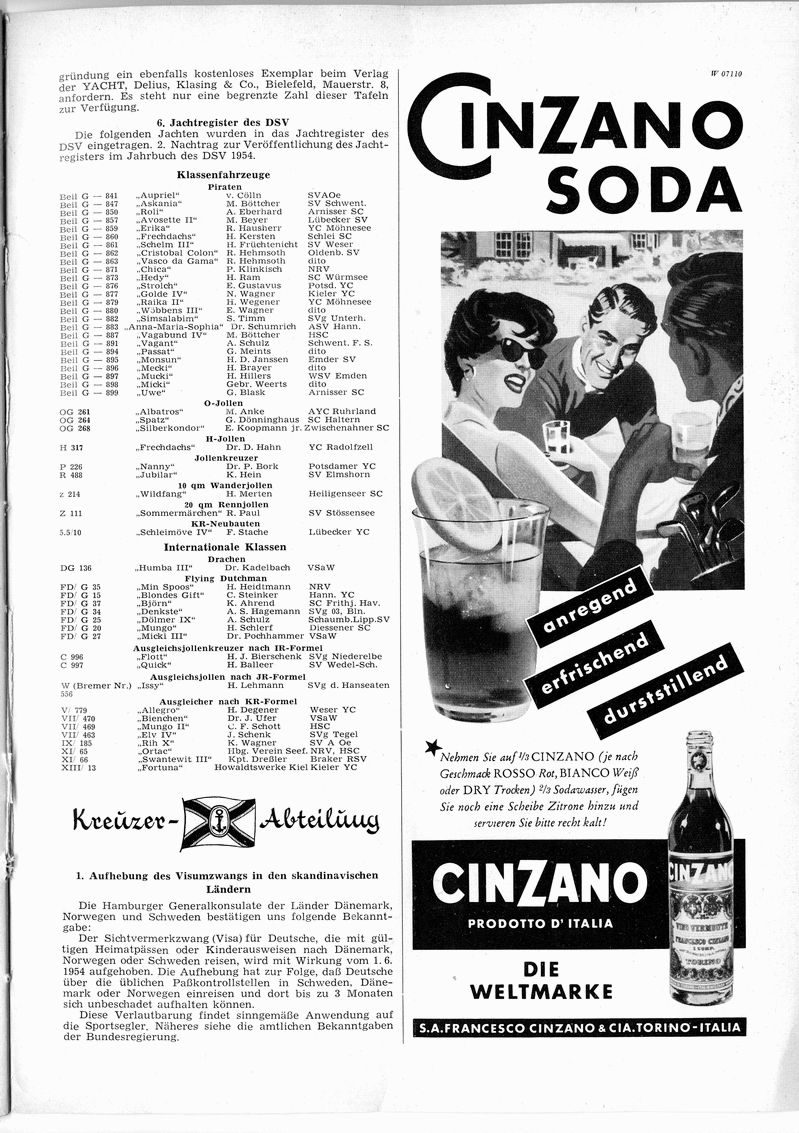 gründung ein ebenfalls kostenloses Exemplar beim Verlag
der YACHT, Delius, Klasing & Co., Bielefeld, Mauerstr. 8,
anfordern. Es steht nur eine begrenzte Zahl dieser Tafeln
zur Verfügung.
6. Jachtregister des DSV
Die folgenden Jachten wurden in das Jachtregister des
DSV eingetragen. 2. Nachtrag zur Veröffentlichung des Jacht-
registers im Jahrbuch des DSV 1954.
Klassenfahrzeuge
Piraten
Beil G — 841 „Aupriel“ v. Cölln SVAOe
Beil G — 847 „Askania“ M. Böttcher SV Schwent.
Beil G — 850 „Roli“ A. Eberhard Arnisser SC
Beil G — 857 „Avosette II“ M. Beyer Lübecker SV
Beil G — 859 „Erika“ R. Hausherr YC Möhnesee
Beil G — 860 „Frechdachs“ H. Kersten Schlei SC
Beil G — 861 „Schelm III“ H. Früchtenicht SV Weser
Beil G — 862 „Cristobal Colon“ R. Hehmsoth Oldenb. SV
Beil G — 863 „Vasco da Gama“ R. Hehmsoth dito
Beil G — 871 „Chica“ P. Klinkisch NRV
Beil G — 873 „Hedy“ H. Ram SC Würmsee
Beil G — 876 „Strolch“ E. Gustavus Potsd. YC
Beil G — 877 „Golde IV“ N. Wagner Kieler YC
Beil G — 879 „Raika II“ H. Wegener YC Möhnesee
Beil G — 880 „Wöbbens III“ E. Wagner dito
Beil G — 882 „Simsalabim“ S. Timm SVg Unterh.
Beil G — 883 „Anna-Maria-Sophia“ Dr. Schumrich ASV Hann.
Beil G — 887 „Vagabund IV“ M. Böttcher HSC
Beil G — 891 „Vagant“ A. Schulz Schwent. F. S.
Beil G — 894 „Passat“ G. Meints dito
Beil G — 895 „Monsun“ H. D. Janssen Emder SV
Beil G — 896 „Mecki“ H. Brayer dito
Beil G — 897 „Mucki“ H. Hillers WSV Emden
Beil G — 898 „Micki“ Gebr. Weerts dito
Beil G — 899 „Uwe“ G. Blask Arnisser SC
O-Jollen
OG 261 „Albatros“ M. Anke AYC Ruhrland
OG 264 „Spatz“ G. Dönninghaus SC Haltern
OG 268 „Silberkondor“ E. Koopmann jr. Zwischenahner SC
H-Jollen
H 317 „Frechdachs“ Dr. D. Hahn YC Radolfzell
Jollenkreuzer
P 226 „Nanny“ Dr. P. Bork Potsdamer YC
R 488 „Jubilar“ K. Hein SV Elmshorn
10 qm Wanderjollen
z 214 „Wildfang“ H. Merten Heiligenseer SC
20 qm Rennjollen
Z 111 „Sommermärchen“ R. Paul SV Stössensee
KR-Neubauten
5.5/10 „Schleimöve IV“ F. Stache Lübecker YC
Internationale Klassen
Drachen
DG 136 „Humba III“ Dr. Kadelbach VSaW
Flying Dutchman
FD/ G 35 „Min Spoos“ H. Heidtmann NRV
FD/ G 15 „Blondes Gift“ C. Steinker Hann. YC
FD/ G 37 „Björn“ K. Ahrend SC Frithj. Hav.
FD/ G 34 „Denkste“ A. S. Hagemann SVg 03, Bln.
FD/ G 25 „Dölmer IX“ A. Schulz Schaumb.Lipp.SV
FD/ G 20 „Mungo“ H. Schlerf Diessener SC
FD/ G 27 „Micki III“ Dr. Pochhammer VSaW
Ausgleichsjollenkreuzer nach IR-Formel
C 996 „Flott“ H. J. Bierschenk SVg Niederelbe
C 997 „Quick“ H. Balleer SV Wedel-Sch.
Ausgleichsjollen nach JR-Formel
W (Bremer Nr.) „Issy“ H. Lehmann SVg d. Hanseaten
556
Ausgleicher nach KR-Formel
V/ 779 „Allegro“ H. Degener Weser YC
VII/ 470 „Bienchen“ Dr. J. Ufer VSaW
VII/ 469 „Mungo II“ C. F. Schott HSC
VII/ 463 „Elv IV“ J. Schenk SVg Tegel
IX/ 185 „Rih X“ K. Wagner SV A Oe
XI/ 65 „Ortac“ Hbg. Verein Seef. NRV, HSC
XI/ 66 „Swantewit III“ Kpt. Dreßler Braker RSV
XIII/ 13 „Fortuna“ Howaldtswerke Kiel Kieler YC
Kreuzer-Abteilung
1. Aufhebung des Visumzwangs in den skandinavischen
Ländern
Die Hamburger Generalkonsulate der Länder Dänemark,
Norwegen und Schweden bestätigen uns folgende Bekannt-
gabe:
Der Sichtvermerkzwang (Visa) für Deutsche, die mit gül-
tigen Heimatpässen oder Kinderausweisen nach Dänemark,
Norwegen oder Schweden reisen, wird mit Wirkung vom 1. 6.
1954 aufgehoben. Die Aufhebung hat zur Folge, daß Deutsche
über die üblichen Paßkontrollstellen in Schweden, Däne-
mark oder Norwegen einreisen und dort bis zu 3 Monaten
sich unbeschadet aufhalten können.
Diese Verlautbarung findet sinngemäße Anwendung auf
die Sportsegler. Näheres siehe die amtlichen Bekanntgaben
der Bundesregierung.
W 07110
CINZANO
SODA
anregend
erfrischend
durststillend
Nehmen Sie auf 1/3 CINZANO (je nach
Geschmack ROSSO Rot, BIANCO Weiß
oder DRY Trocken) 2/3 Sodawasser, fügen
Sie noch eine Scheibe Zitrone hinzu und
servieren Sie bitte recht kalt!
CINZANO
PRODOTTO D' ITALIA
CINZANO
VINO VERMOUTH
FRANCESCO CINZANO
TORINO
DIE
WELTMARKE
S.A. FRANCESCO CINZANO & CIA. TORINO-ITALIA